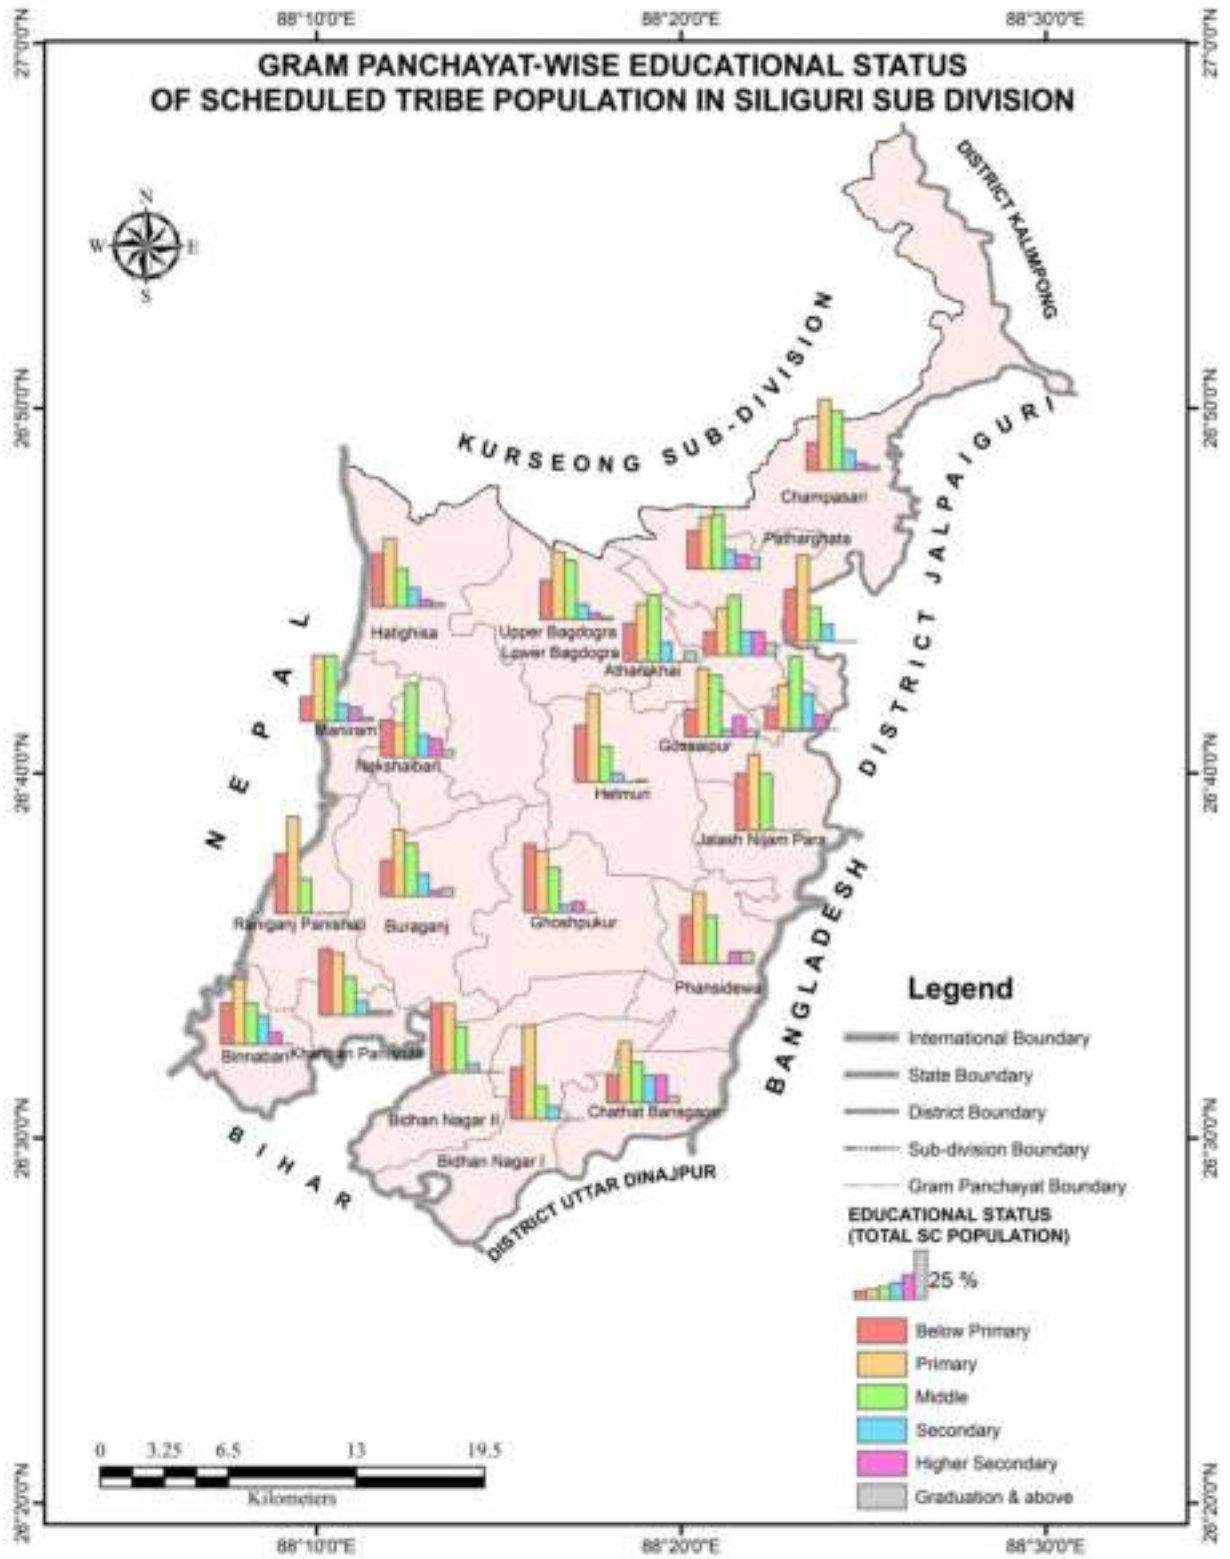 88°10'0"E
88°20'0"E
88°30'0"E
27°0'0"N
27°0'0"N
GRAM PANCHAYAT-WISE EDUCATIONAL STATUS
OF SCHEDULED TRIBE POPULATION IN SILIGURI SUB DIVISION
N
W
E
S
DISTRICT KALIMPONG
KURSEONG SUB-DIVISION
26°50'0"N
26°50'0"N
DISTRICT JALPAIGURI
Champasari
Patharghata
Hatighisa
Upper Bagdogra
Lower Bagdogra
Atharakhai
NEPAL
Maniram
Nakshalbari
Gossaipur
Hetmuri
26°40'0"N
26°40'0"N
Jalash Nijam Para
Raniganj Panishali
Buraganj
Ghoshpukur
Phansidewa
BANGLADESH
Binnabari
Bidhan Nagar II
Chathat Bansgaon
Bidhan Nagar I
BIHAR
DISTRICT UTTAR DINAJPUR
26°30'0"N
26°30'0"N
Legend
International Boundary
State Boundary
District Boundary
Sub-division Boundary
Gram Panchayat Boundary
EDUCATIONAL STATUS
(TOTAL SC POPULATION)
25 %
Below Primary
Primary
Middle
Secondary
Higher Secondary
Graduation & above
0 3.25 6.5 13 19.5
Kilometers
26°20'0"N
26°20'0"N
88°10'0"E
88°20'0"E
88°30'0"E